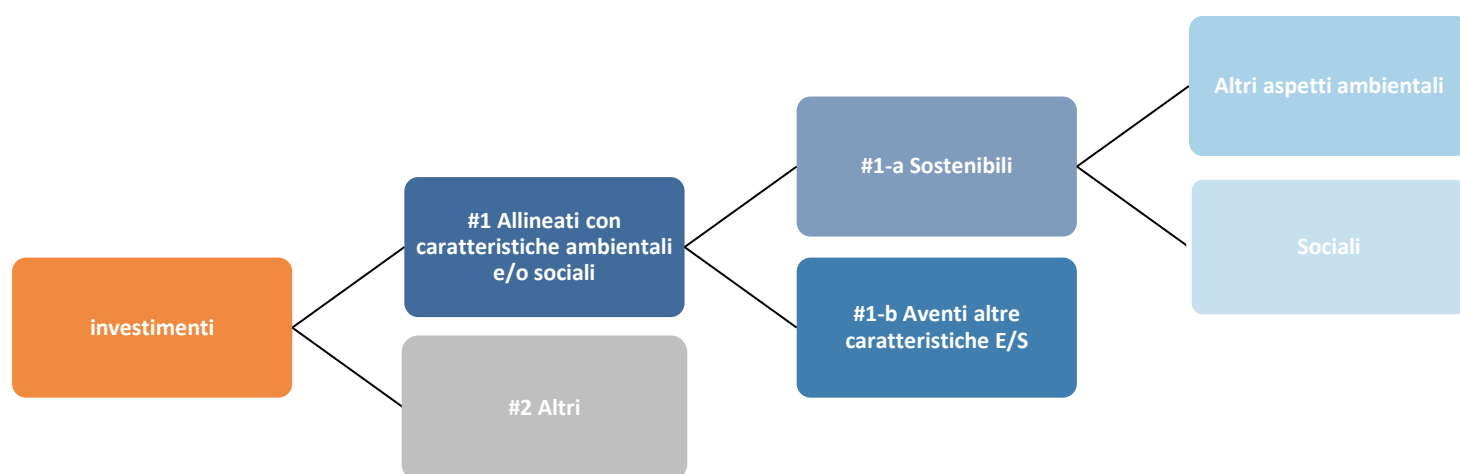 investimenti
#1 Allineati con
caratteristiche ambientali
e/o sociali
#2 Altri
#1-a Sostenibili
#1-b Aventi altre
caratteristiche E/S
Altri aspetti ambientali
Sociali